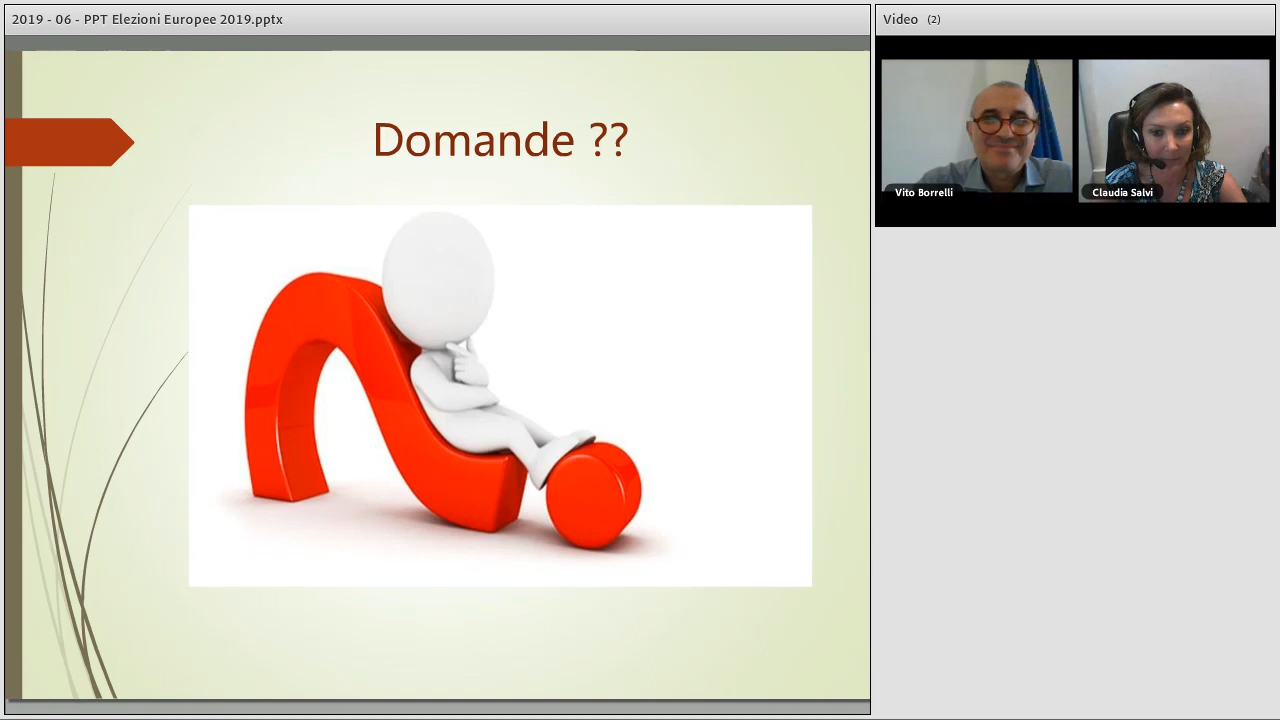 2019 - 06 - PPT Elezioni Europee 2019.pptx
Video (2)
Domande ??
Vito Borrelli
Claudia Salvi